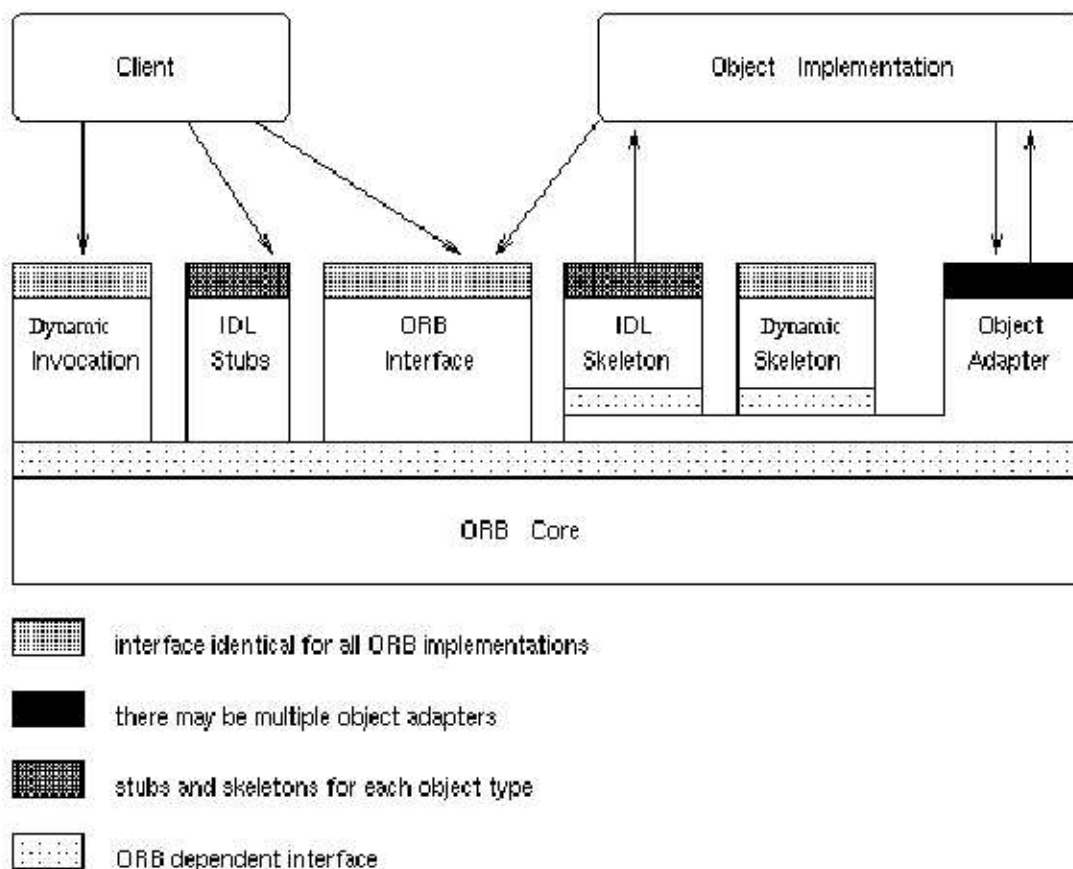 Client
Object Implementation
Dynamic
Invocation
IDL
Stubs
ORB
Interface
IDL
Skeleton
Dynamic
Skeleton
Object
Adapter
ORB Core
interface identical for all ORB implementations
there may be multiple object adapters
stubs and skeletons for each object type
ORB dependent interface